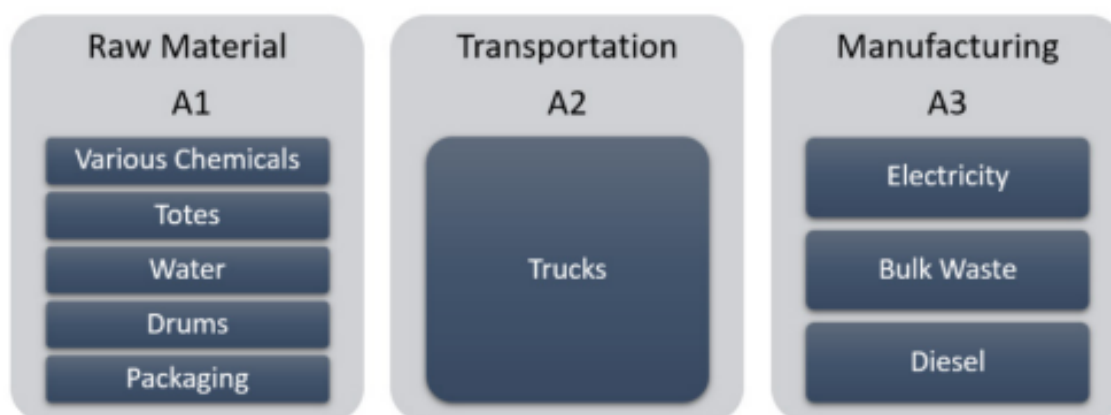 Raw Material
A1
Various Chemicals
Totes
Water
Drums
Packaging
Transportation
A2
Trucks
Manufacturing
A3
Electricity
Bulk Waste
Diesel